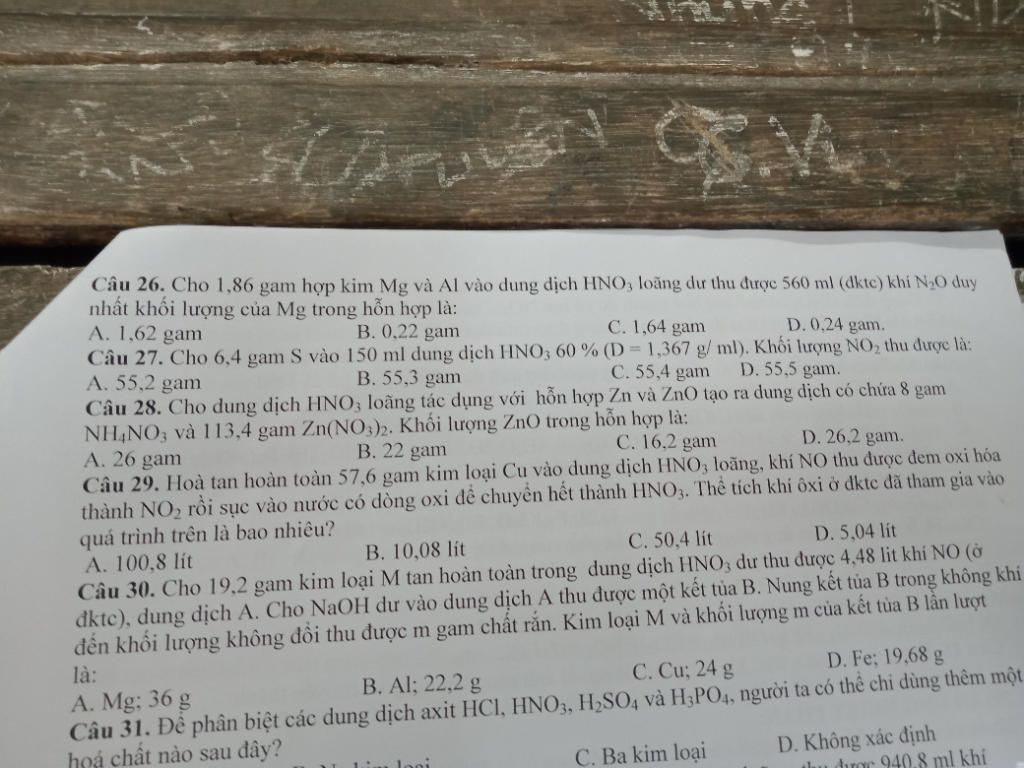 Câu 26. Cho 1,86 gam hợp kim Mg và Al vào dung dịch HNO₃ loãng dư thu được 560 ml (đktc) khí N₂O duy
nhất khối lượng của Mg trong hỗn hợp là:
A. 1,62 gam B. 0,22 gam C. 1,64 gam D. 0,24 gam.
Câu 27. Cho 6,4 gam S vào 150 ml dung dịch HNO₃ 60 % (D = 1,367 g/ ml). Khối lượng NO₂ thu được là:
A. 55,2 gam B. 55,3 gam C. 55,4 gam D. 55,5 gam.
Câu 28. Cho dung dịch HNO₃ loãng tác dụng với hỗn hợp Zn và ZnO tạo ra dung dịch có chứa 8 gam
NH₄NO₃ và 113,4 gam Zn(NO₃)₂. Khối lượng ZnO trong hỗn hợp là:
A. 26 gam B. 22 gam C. 16,2 gam D. 26,2 gam.
Câu 29. Hoà tan hoàn toàn 57,6 gam kim loại Cu vào dung dịch HNO₃ loãng, khí NO thu được đem oxi hóa
thành NO₂ rồi sục vào nước có dòng oxi để chuyển hết thành HNO₃. Thể tích khí ôxi ở đktc đã tham gia vào
quá trình trên là bao nhiêu?
A. 100,8 lít B. 10,08 lít C. 50,4 lít D. 5,04 lít
Câu 30. Cho 19,2 gam kim loại M tan hoàn toàn trong dung dịch HNO₃ dư thu được 4,48 lit khí NO (ở
đktc), dung dịch A. Cho NaOH dư vào dung dịch A thu được một kết tủa B. Nung kết tủa B trong không khí
đến khối lượng không đổi thu được m gam chất rắn. Kim loại M và khối lượng m của kết tủa B lần lượt
là:
A. Mg; 36 g B. Al; 22,2 g C. Cu; 24 g D. Fe; 19,68 g
Câu 31. Để phân biệt các dung dịch axit HCl, HNO₃, H₂SO₄ và H₃PO₄, người ta có thể chỉ dùng thêm một
hoá chất nào sau đây?
C. Ba kim loại D. Không xác định
thu được 940,8 ml khí